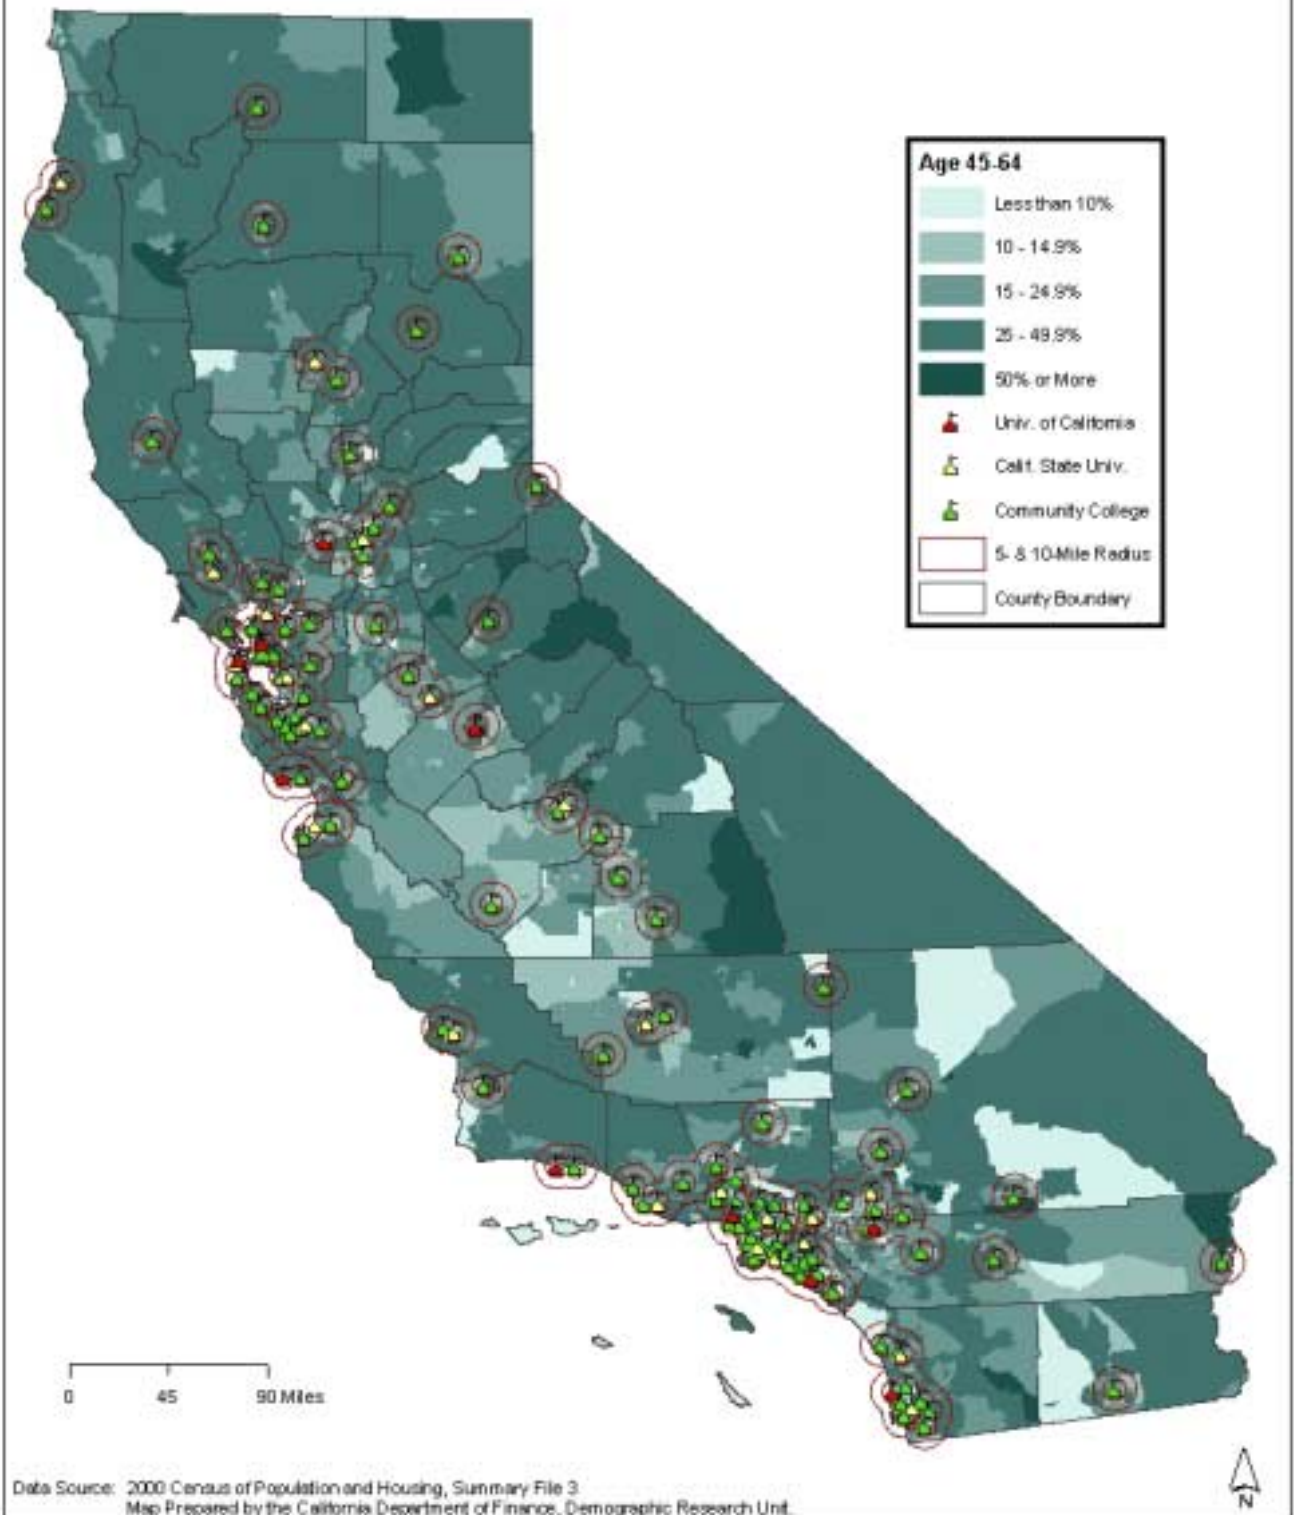 Age 45-64
Less than 10%
10 - 14.9%
15 - 24.9%
25 - 49.9%
50% or More
Univ. of California
Calif. State Univ.
Community College
5- & 10-Mile Radius
County Boundary
0 45 90 Miles
N
Data Source: 2000 Census of Population and Housing, Summary File 3
Map Prepared by the California Department of Finance, Demographic Research Unit.